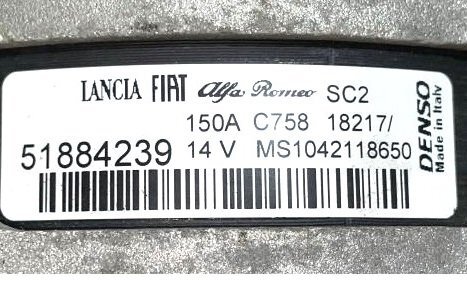 LANCIA FIAT Alfa Romeo SC2
150A C758 18217/
51884239 14 V MS1042118650
DENSO
Made in Italy